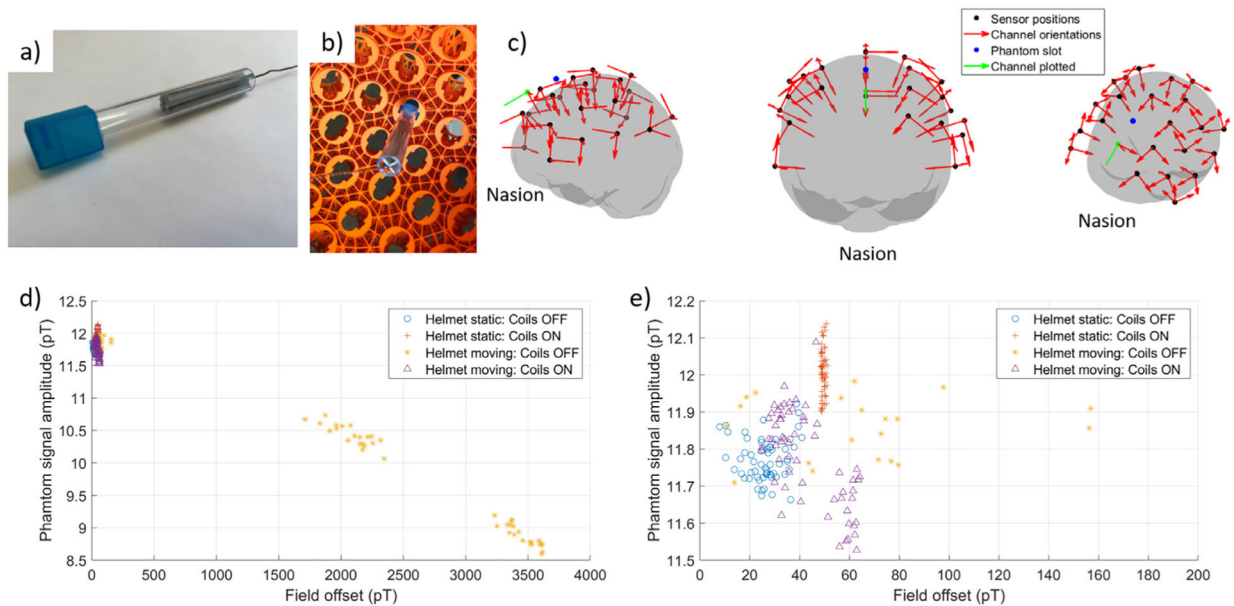 a)
b)
c)
Sensor positions
Channel orientations
Phantom slot
Channel plotted
Nasion
Nasion
Nasion
d)
Phamtom signal amplitude (pT)
12.5
12
11.5
11
10.5
10
9.5
9
8.5
0
500
1000
1500
2000
2500
3000
3500
4000
Field offset (pT)
Helmet static: Coils OFF
Helmet static: Coils ON
Helmet moving: Coils OFF
Helmet moving: Coils ON
e)
Phamtom signal amplitude (pT)
12.2
12.1
12
11.9
11.8
11.7
11.6
11.5
0
20
40
60
80
100
120
140
160
180
200
Field offset (pT)
Helmet static: Coils OFF
Helmet static: Coils ON
Helmet moving: Coils OFF
Helmet moving: Coils ON